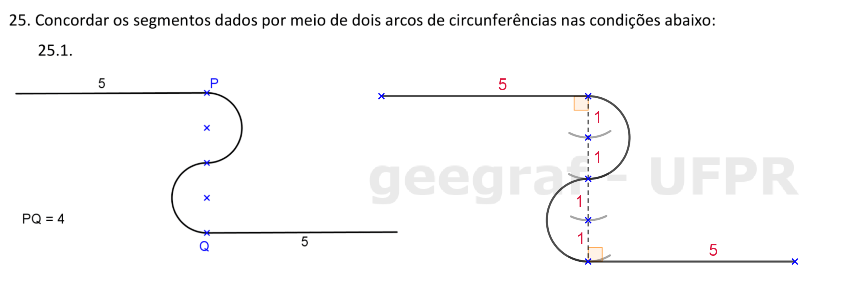 25. Concordar os segmentos dados por meio de dois arcos de circunferências nas condições abaixo:
25.1.
5
P
PQ = 4
Q
5
5
1
1
geegraf - UFPR
1
1
5